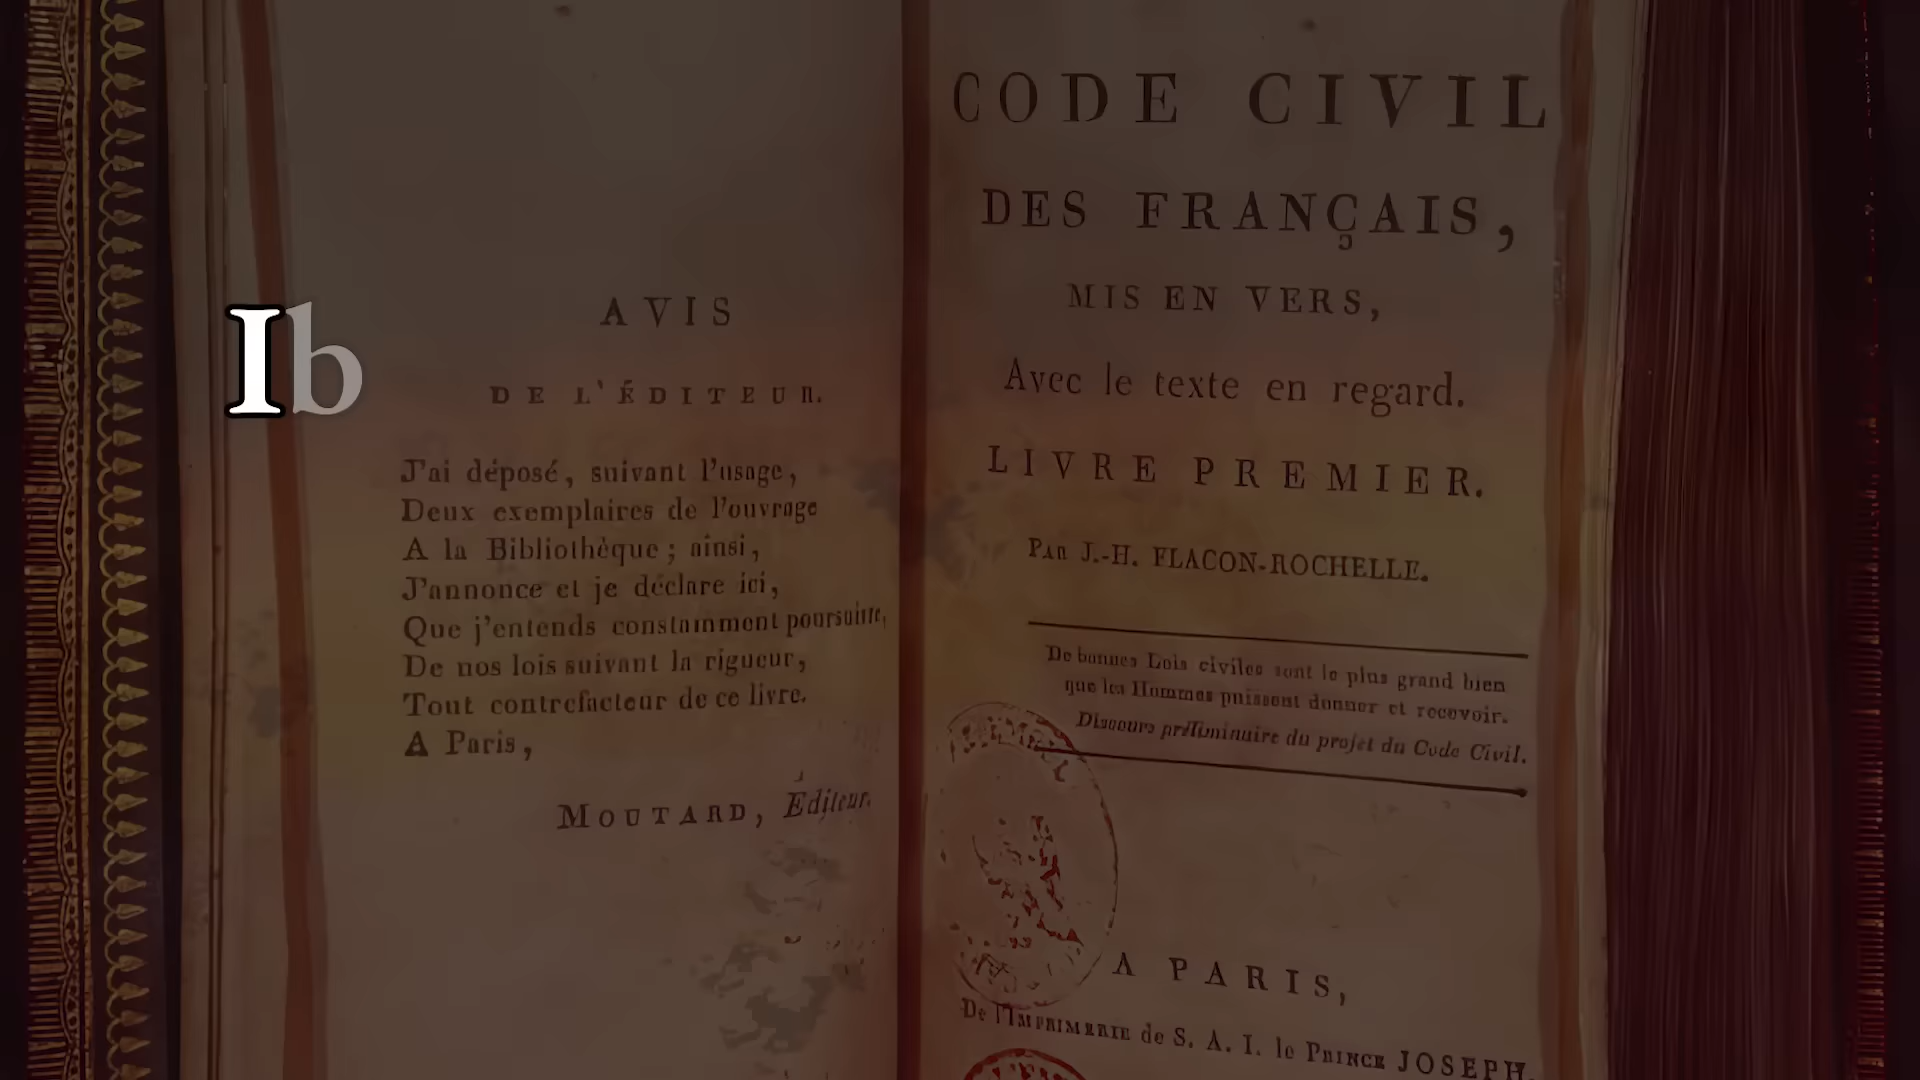 Ib
AVIS
DE L'ÉDITEUR.
J'ai déposé, suivant l'usage,
Deux exemplaires de l'ouvrage
A la Bibliothèque ; ainsi,
J'annonce et je déclare ici,
Que j'entends constamment poursuivre,
De nos lois suivant la rigueur,
Tout contrefacteur de ce livre.
A Paris,
MOUTARD, Éditeur.
CODE CIVIL
DES FRANÇAIS,
MIS EN VERS,
Avec le texte en regard.
LIVRE PREMIER.
PAR J.-H. FLACON-ROCHELLE.
De bonnes Lois civiles sont le plus grand bien
que les Hommes puissent donner et recevoir.
Discours préliminaire du projet du Code Civil.
A PARIS,
De l'IMPRIMERIE de S. A. I. le PRINCE JOSEPH.